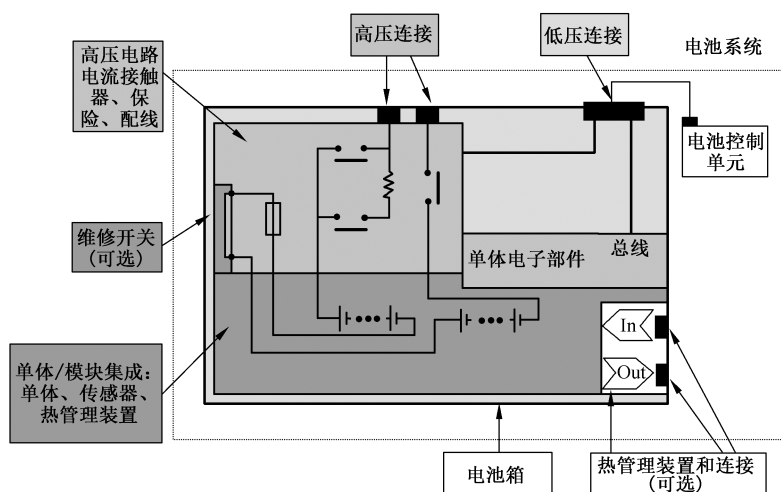 高压电路
电流接触
器、保
险、配线
高压连接
低压连接
电池系统
电池控制
单元
维修开关
(可选)
单体电子部件
总线
In
Out
单体/模块集成：
单体、传感器、
热管理装置
电池箱
热管理装置和连接
(可选)